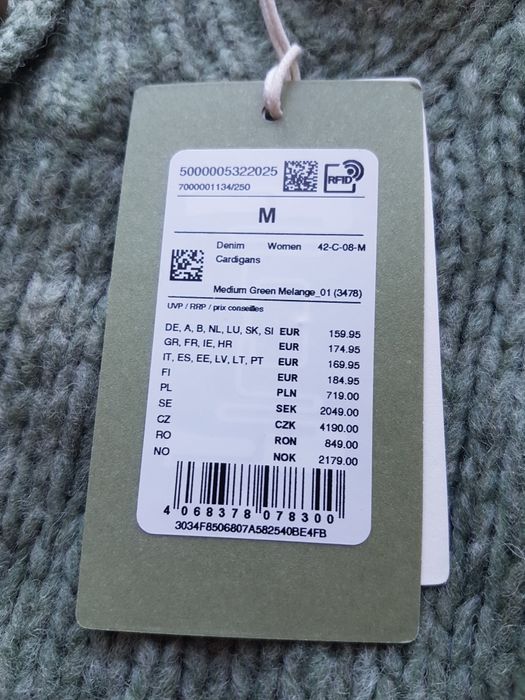 5000005322025
7000001134/250
RFID
M
Denim Women 42-C-08-M
Cardigans
Medium Green Melange_01 (3478)
UVP / RRP / prix conseilles
DE, A, B, NL, LU, SK, SI EUR 159.95
GR, FR, IE, HR EUR 174.95
IT, ES, EE, LV, LT, PT EUR 169.95
FI EUR 184.95
PL PLN 719.00
SE SEK 2049.00
CZ CZK 4190.00
RO RON 849.00
NO NOK 2179.00
4 068378 078300
3034F8506807A582540BE4FB